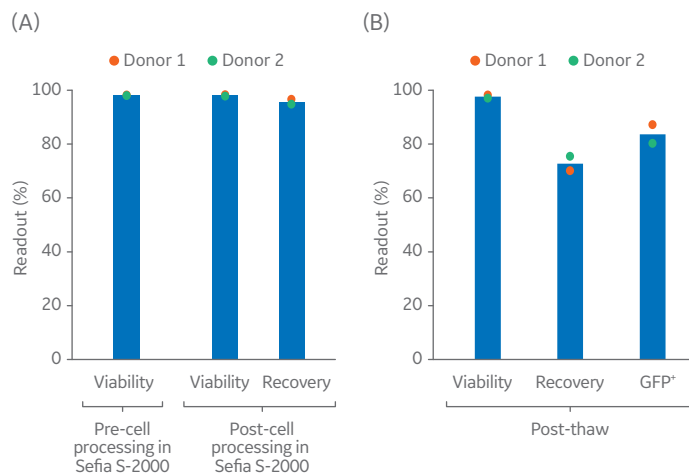 (A)
Donor 1 Donor 2
Readout (%)
100
80
60
40
20
0
Viability Viability Recovery
Pre-cell
processing in
Sefia S-2000
Post-cell
processing in
Sefia S-2000
(B)
Donor 1 Donor 2
Readout (%)
100
80
60
40
20
0
Viability Recovery GFP⁺
Post-thaw